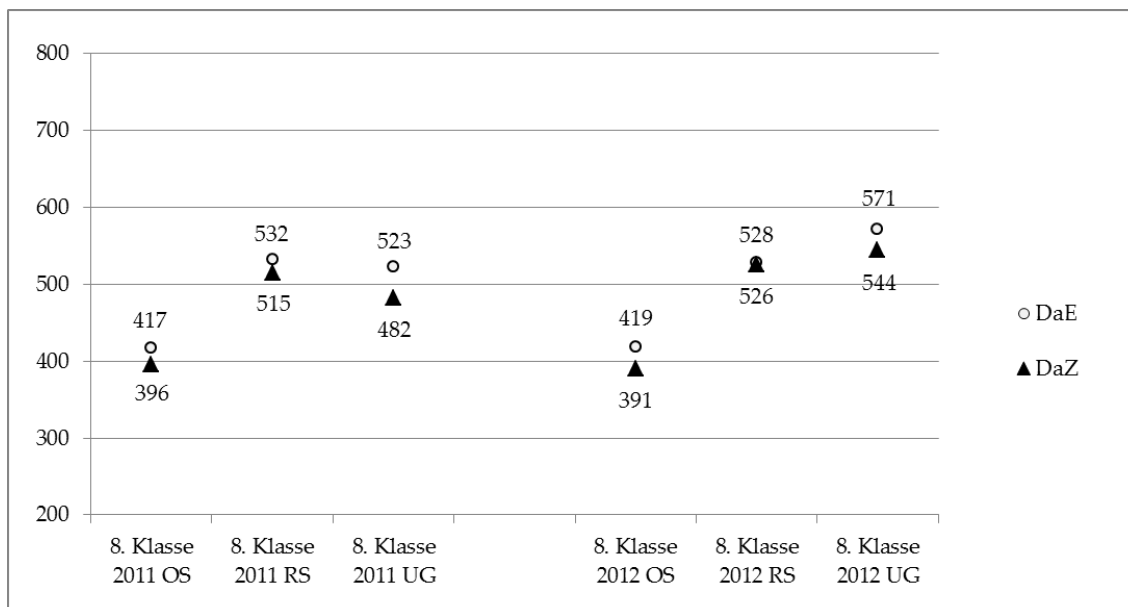 800
700
600
500
400
300
200
417
396
532
515
523
482
419
391
528
526
571
544
8. Klasse
2011 OS
8. Klasse
2011 RS
8. Klasse
2011 UG
8. Klasse
2012 OS
8. Klasse
2012 RS
8. Klasse
2012 UG
DaE
DaZ